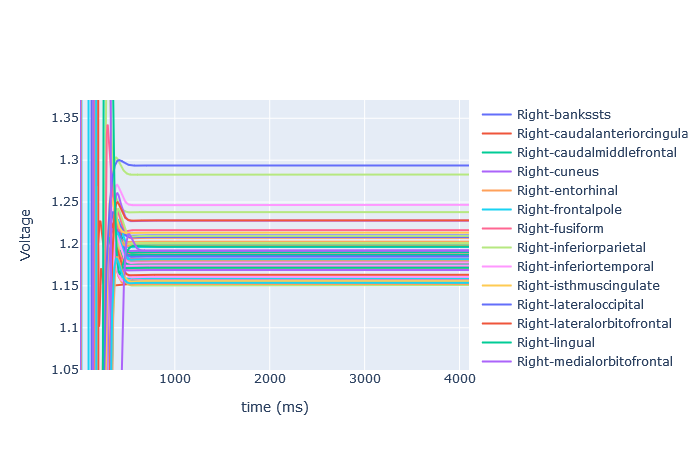 1.35
1.3
1.25
1.2
1.15
1.1
1.05
Voltage
1000
2000
3000
4000
time (ms)
Right-bankssts
Right-caudalanteriorcingula
Right-caudalmiddlefrontal
Right-cuneus
Right-entorhinal
Right-frontalpole
Right-fusiform
Right-inferiorparietal
Right-inferiortemporal
Right-isthmuscingulate
Right-lateraloccipital
Right-lateralorbitofrontal
Right-lingual
Right-medialorbitofrontal